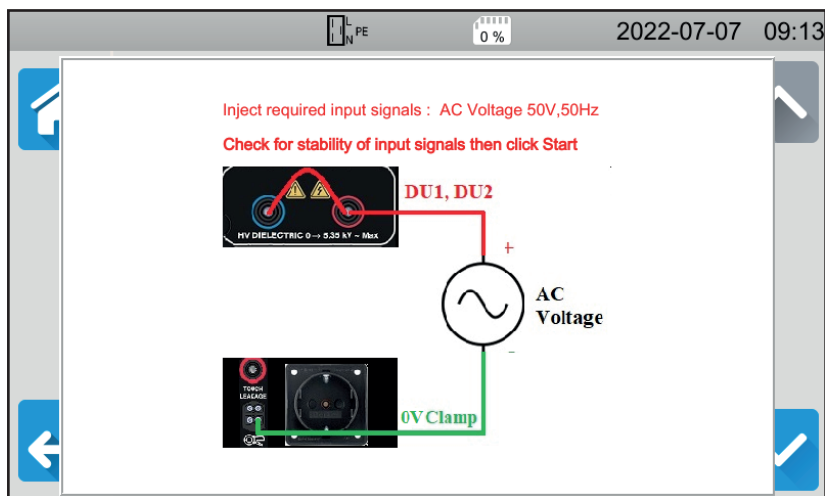 L
N PE
0 %
2022-07-07 09:13
Inject required input signals : AC Voltage 50V,50Hz
Check for stability of input signals then click Start
DU1, DU2
HV DIELECTRIC 0 → 5.35 kV ~ Max
+
AC
Voltage
-
TOUCH
LEAKAGE
0V Clamp